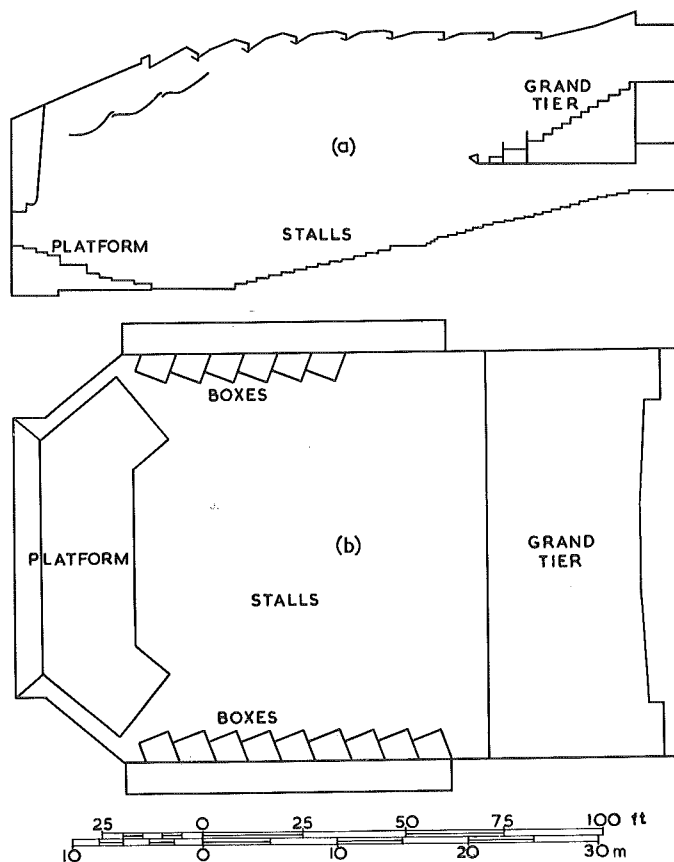 GRAND
TIER
(a)
PLATFORM
STALLS
BOXES
(b)
PLATFORM
GRAND
TIER
STALLS
BOXES
25 0 25 50 75 100 ft
10 0 10 20 30 m